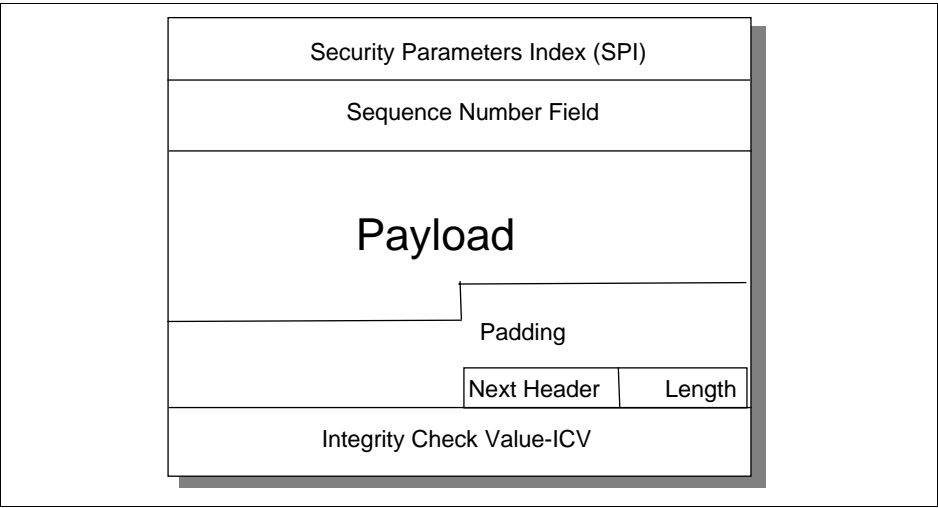 Security Parameters Index (SPI)
Sequence Number Field
Payload
Padding
Next Header
Length
Integrity Check Value-ICV